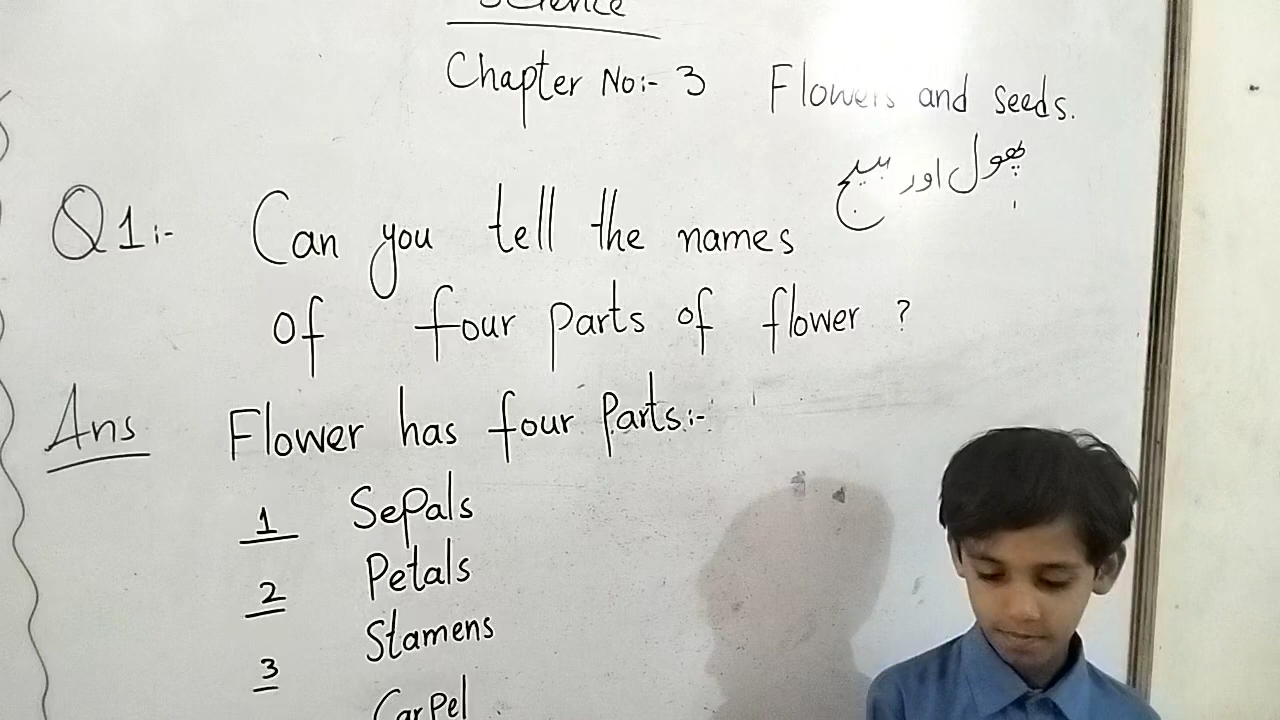 Science
Chapter No:- 3 Flowers and seeds.
پھول اور بیج
Q1:- Can you tell the names
of four parts of flower ?
Ans Flower has four Parts:-
1 Sepals
2 Petals
3 Stamens
Carpel